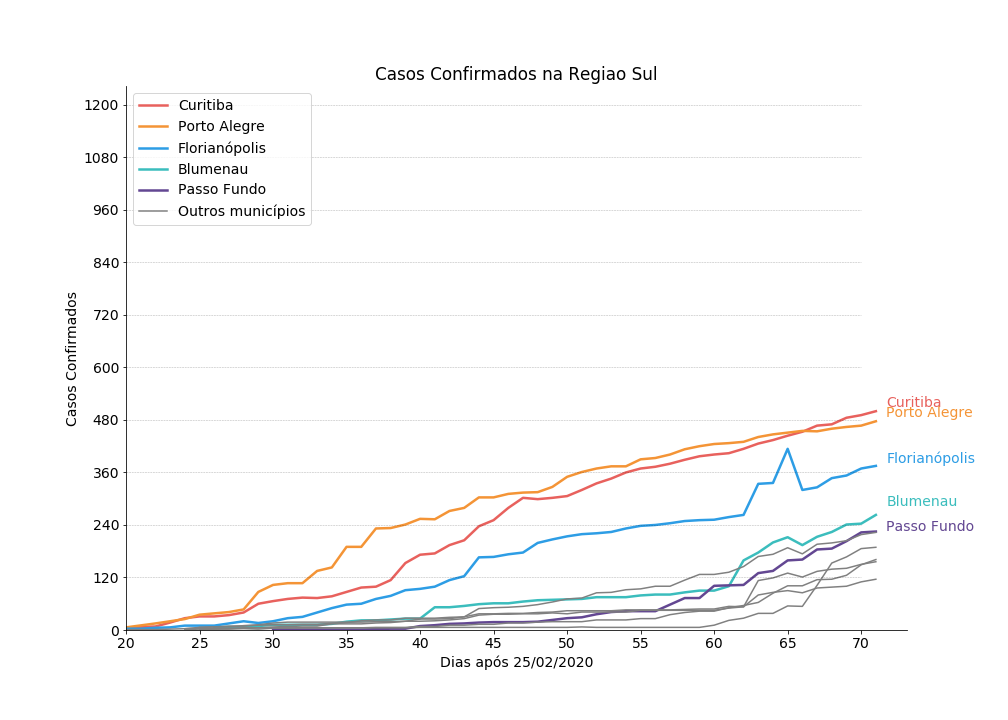 Casos Confirmados na Regiao Sul
Curitiba
Porto Alegre
Florianópolis
Blumenau
Passo Fundo
Outros municípios
1200
1080
960
840
720
600
480
360
240
120
0
Casos Confirmados
Curitiba
Porto Alegre
Florianópolis
Blumenau
Passo Fundo
20 25 30 35 40 45 50 55 60 65 70
Dias após 25/02/2020